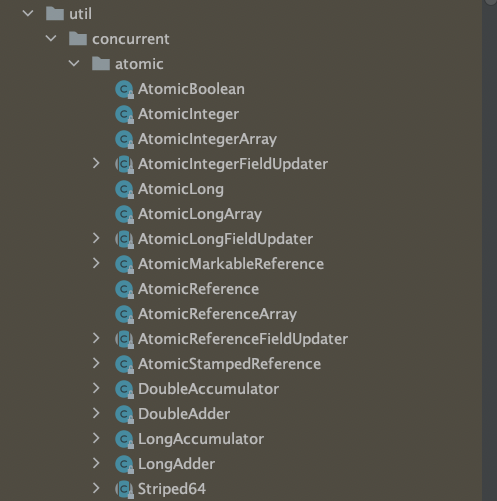 util
concurrent
atomic
AtomicBoolean
AtomicInteger
AtomicIntegerArray
AtomicIntegerFieldUpdater
AtomicLong
AtomicLongArray
AtomicLongFieldUpdater
AtomicMarkableReference
AtomicReference
AtomicReferenceArray
AtomicReferenceFieldUpdater
AtomicStampedReference
DoubleAccumulator
DoubleAdder
LongAccumulator
LongAdder
Striped64